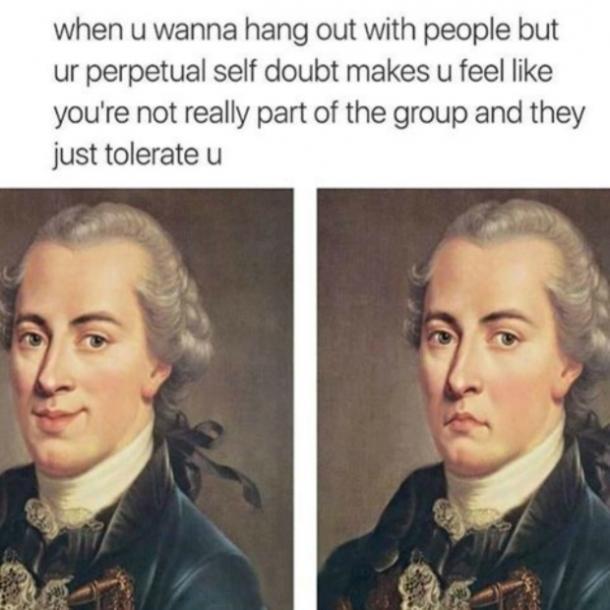 when u wanna hang out with people but
ur perpetual self doubt makes u feel like
you're not really part of the group and they
just tolerate u